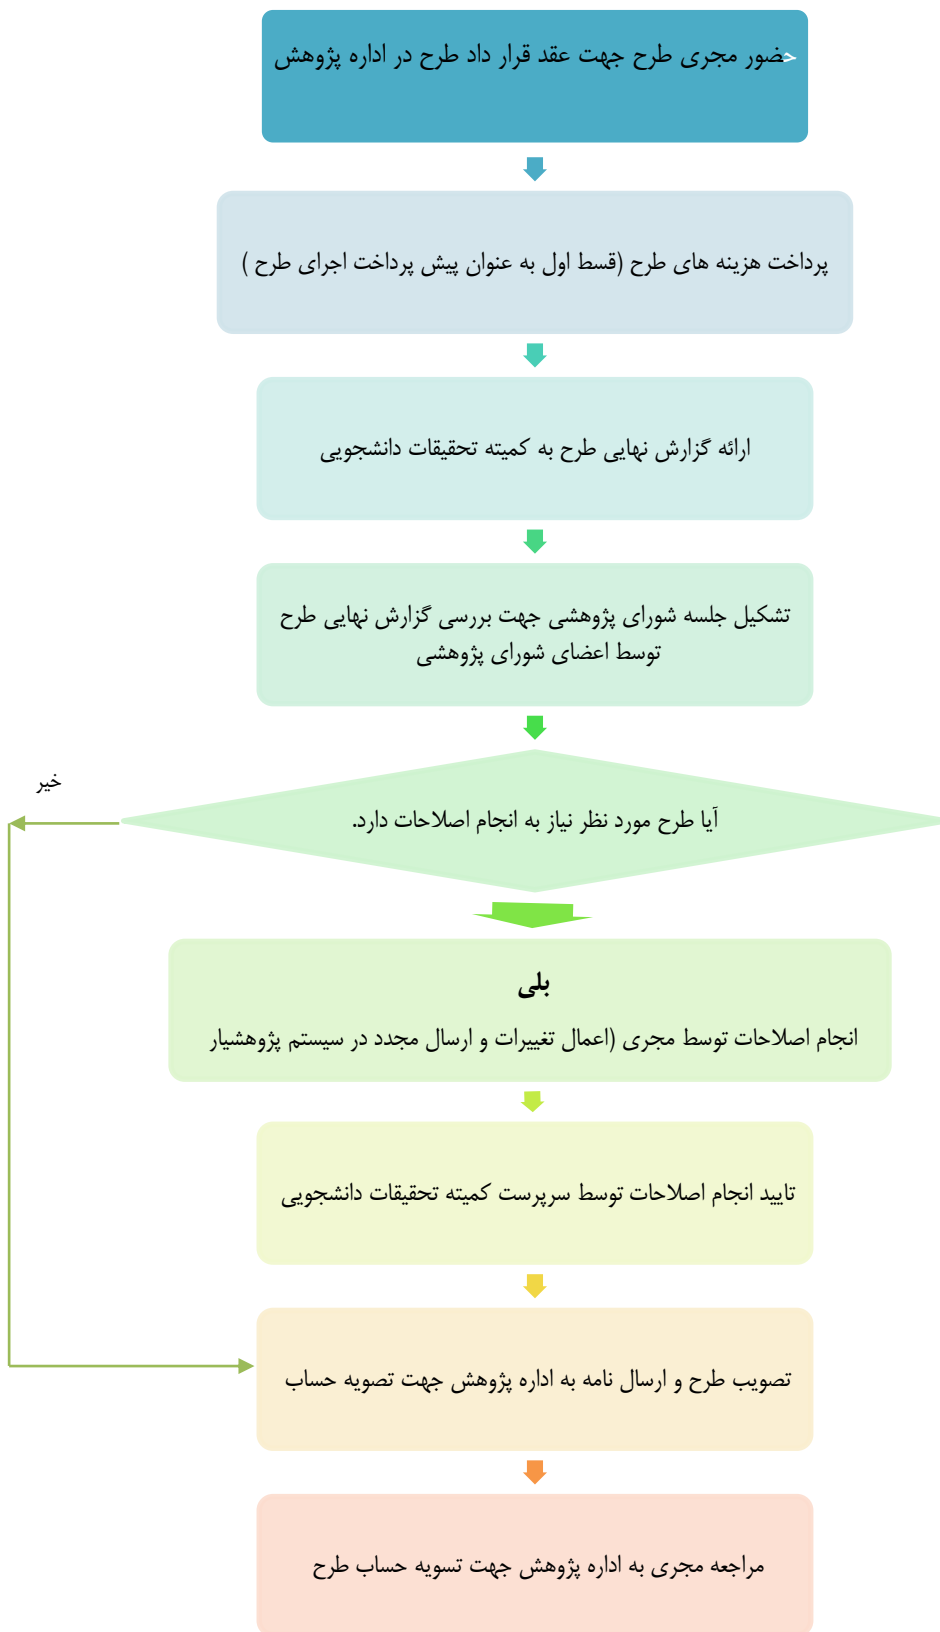 حضور مجری طرح جهت عقد قرار داد طرح در اداره پژوهش
پرداخت هزینه های طرح (قسط اول به عنوان پیش پرداخت اجرای طرح )
ارائه گزارش نهایی طرح به کمیته تحقیقات دانشجویی
تشکیل جلسه شورای پژوهشی جهت بررسی گزارش نهایی طرح
توسط اعضای شورای پژوهشی
خیر
آیا طرح مورد نظر نیاز به انجام اصلاحات دارد.
بلی
انجام اصلاحات توسط مجری (اعمال تغییرات و ارسال مجدد در سیستم پژوهشیار
تایید انجام اصلاحات توسط سرپرست کمیته تحقیقات دانشجویی
تصویب طرح و ارسال نامه به اداره پژوهش جهت تصویه حساب
مراجعه مجری به اداره پژوهش جهت تسویه حساب طرح